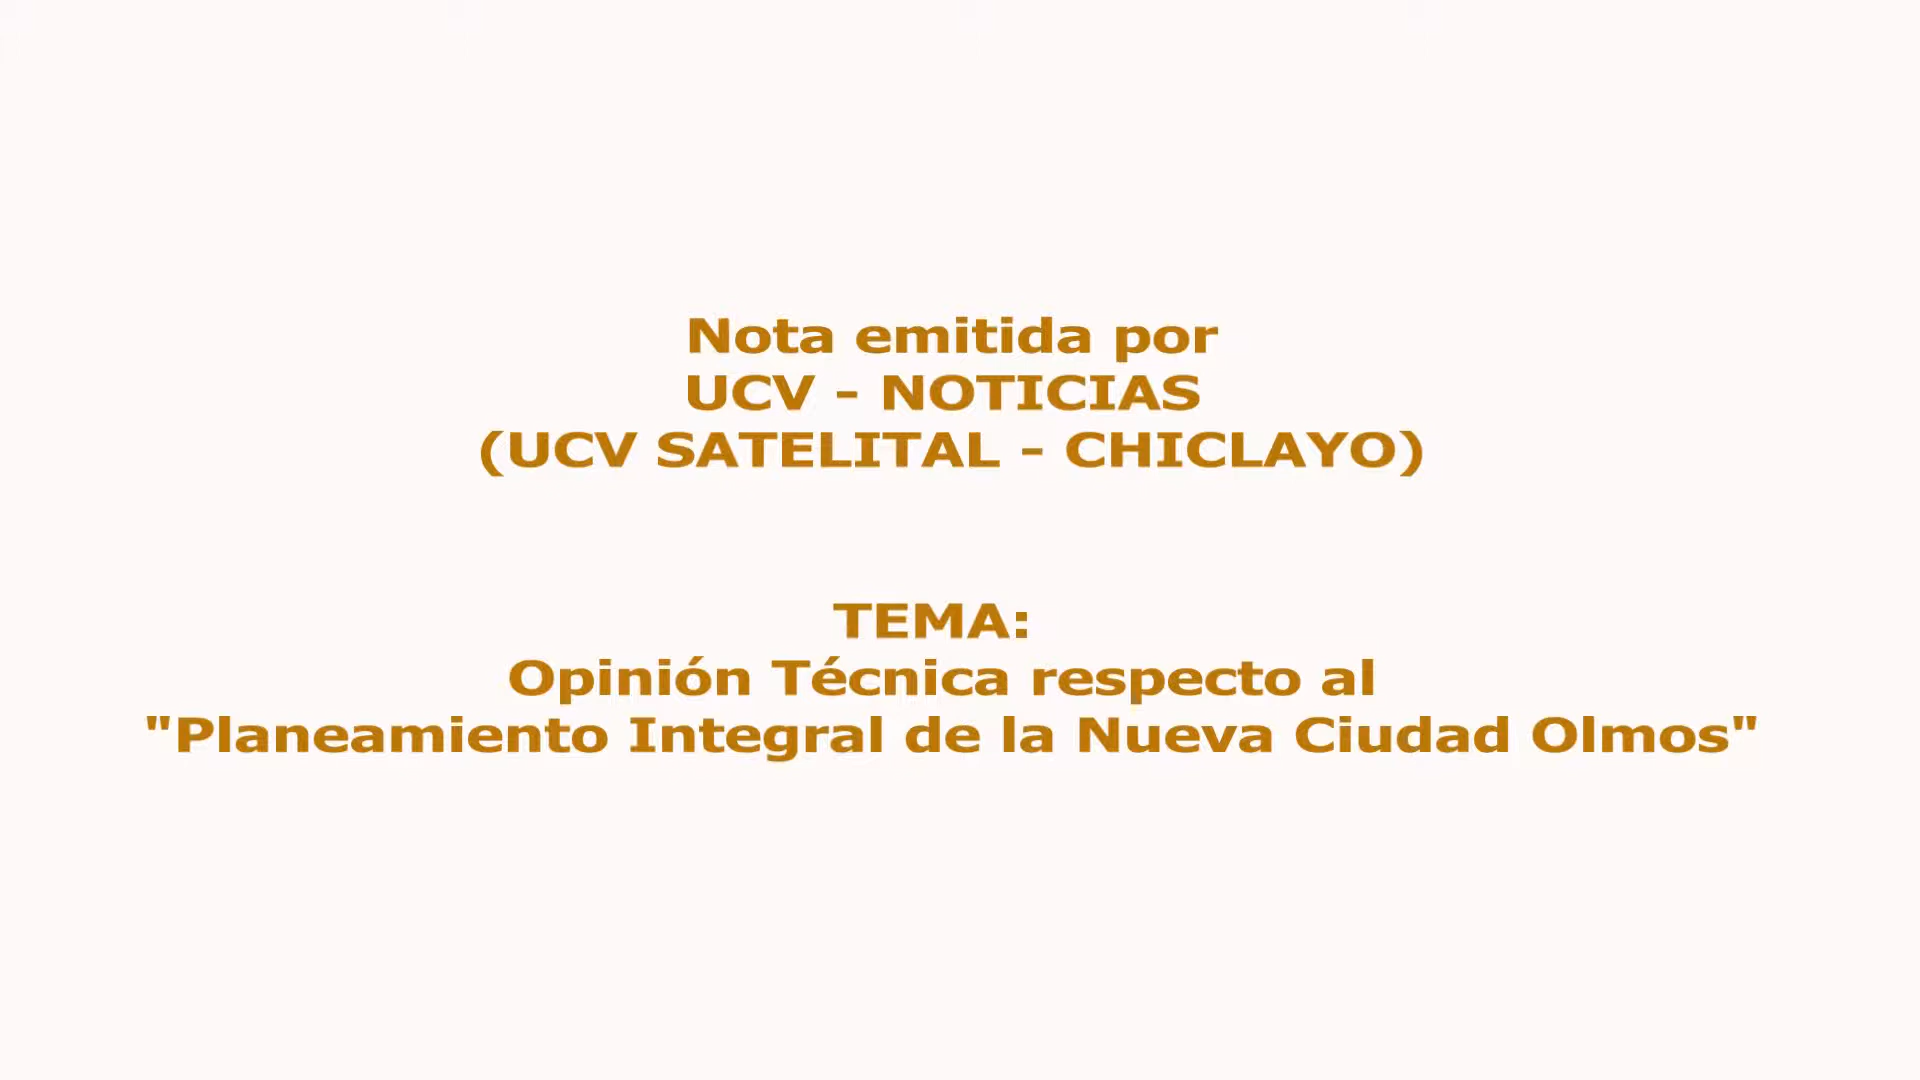 Nota emitida por
UCV - NOTICIAS
(UCV SATELITAL - CHICLAYO)
TEMA:
Opinión Técnica respecto al
"Planeamiento Integral de la Nueva Ciudad Olmos"